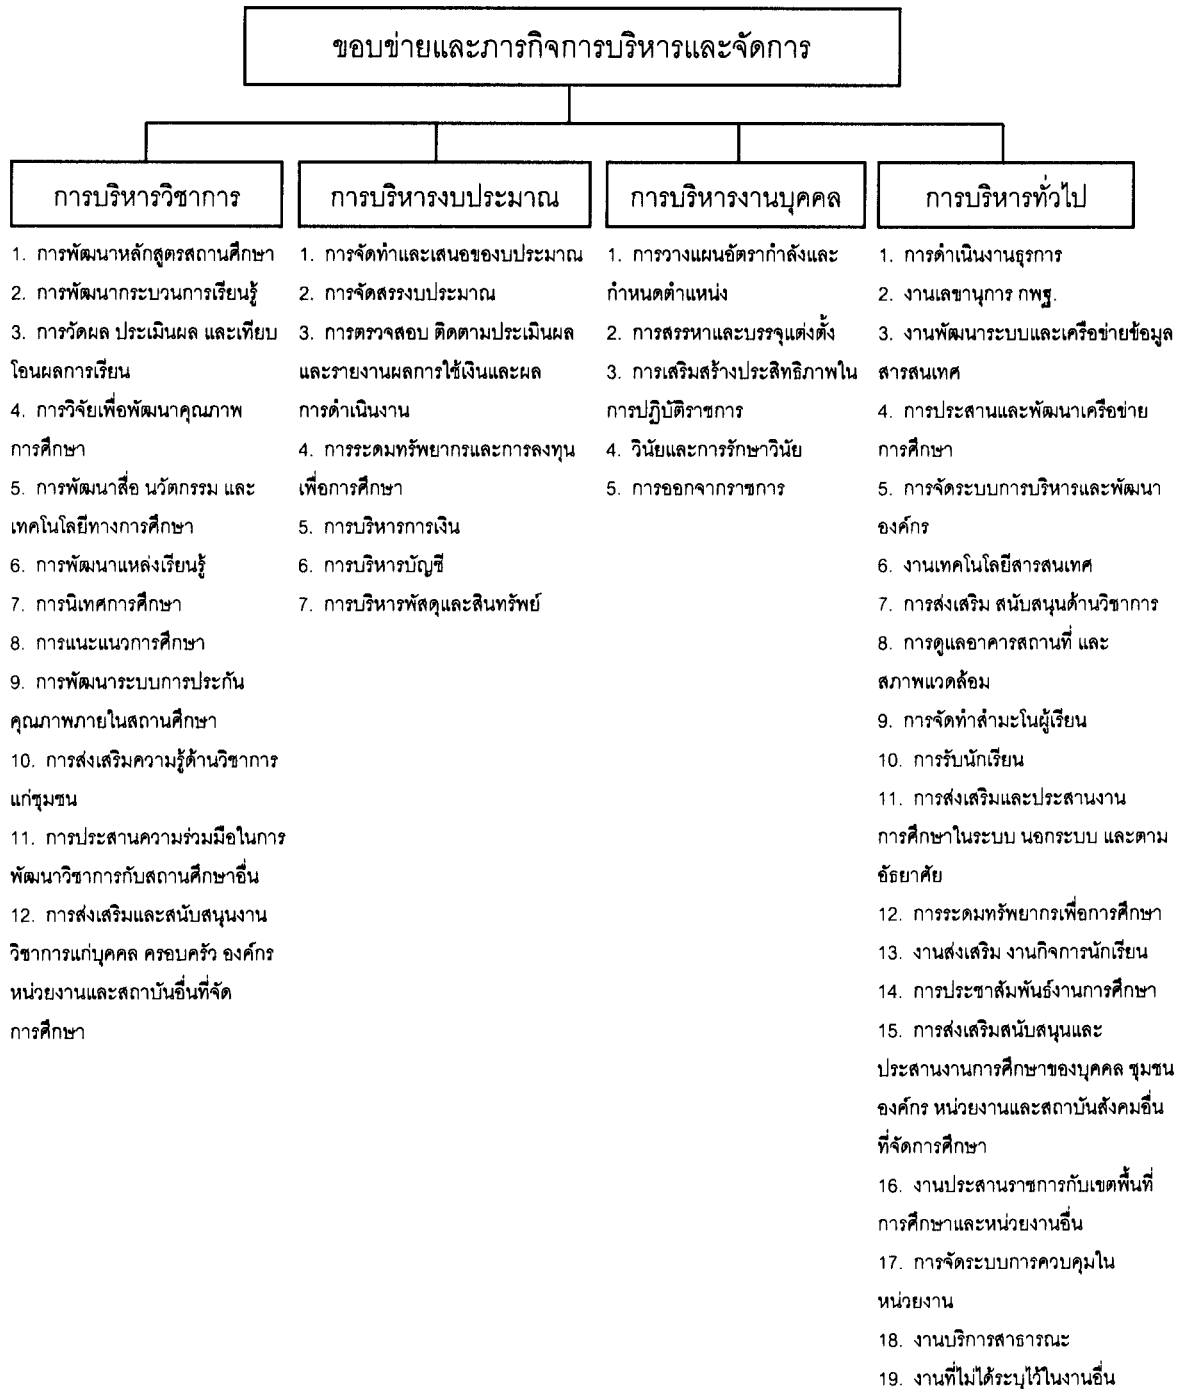 ขอบข่ายและภารกิจการบริหารและจัดการ
การบริหารวิชาการ
1. การพัฒนาหลักสูตรสถานศึกษา
2. การพัฒนากระบวนการเรียนรู้
3. การวัดผล ประเมินผล และเทียบ
โอนผลการเรียน
4. การวิจัยเพื่อพัฒนาคุณภาพ
การศึกษา
5. การพัฒนาสื่อ นวัตกรรม และ
เทคโนโลยีทางการศึกษา
6. การพัฒนาแหล่งเรียนรู้
7. การนิเทศการศึกษา
8. การแนะแนวการศึกษา
9. การพัฒนาระบบการประกัน
คุณภาพภายในสถานศึกษา
10. การส่งเสริมความรู้ด้านวิชาการ
แก่ชุมชน
11. การประสานความร่วมมือในการ
พัฒนาวิชาการกับสถานศึกษาอื่น
12. การส่งเสริมและสนับสนุนงาน
วิชาการแก่บุคคล ครอบครัว องค์กร
หน่วยงานและสถาบันอื่นที่จัด
การศึกษา
การบริหารงบประมาณ
1. การจัดทำและเสนอของบประมาณ
2. การจัดสรรงบประมาณ
3. การตรวจสอบ ติดตามประเมินผล
และรายงานผลการใช้เงินและผล
การดำเนินงาน
4. การระดมทรัพยากรและการลงทุน
เพื่อการศึกษา
5. การบริหารการเงิน
6. การบริหารบัญชี
7. การบริหารพัสดุและสินทรัพย์
การบริหารงานบุคคล
1. การวางแผนอัตรากำลังและ
กำหนดตำแหน่ง
2. การสรรหาและบรรจุแต่งตั้ง
3. การเสริมสร้างประสิทธิภาพใน
การปฏิบัติราชการ
4. วินัยและการรักษาวินัย
5. การออกจากราชการ
การบริหารทั่วไป
1. การดำเนินงานธุรการ
2. งานเลขานุการ กพฐ.
3. งานพัฒนาระบบและเครือข่ายข้อมูล
สารสนเทศ
4. การประสานและพัฒนาเครือข่าย
การศึกษา
5. การจัดระบบการบริหารและพัฒนา
องค์กร
6. งานเทคโนโลยีสารสนเทศ
7. การส่งเสริม สนับสนุนด้านวิชาการ
8. การดูแลอาคารสถานที่ และ
สภาพแวดล้อม
9. การจัดทำสำมะโนผู้เรียน
10. การรับนักเรียน
11. การส่งเสริมและประสานงาน
การศึกษาในระบบ นอกระบบ และตาม
อัธยาศัย
12. การระดมทรัพยากรเพื่อการศึกษา
13. งานส่งเสริม งานกิจการนักเรียน
14. การประชาสัมพันธ์งานการศึกษา
15. การส่งเสริมสนับสนุนและ
ประสานงานการศึกษาของบุคคล ชุมชน
องค์กร หน่วยงานและสถาบันสังคมอื่น
ที่จัดการศึกษา
16. งานประสานราชการกับเขตพื้นที่
การศึกษาและหน่วยงานอื่น
17. การจัดระบบการควบคุมใน
หน่วยงาน
18. งานบริการสาธารณะ
19. งานที่ไม่ได้ระบุไว้ในงานอื่น